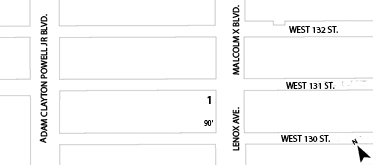 ADAM CLAYTON POWELL JR BLVD.
MALCOLM X BLVD.
LENOX AVE.
WEST 132 ST.
WEST 131 ST.
1
90'
WEST 130 ST.
N